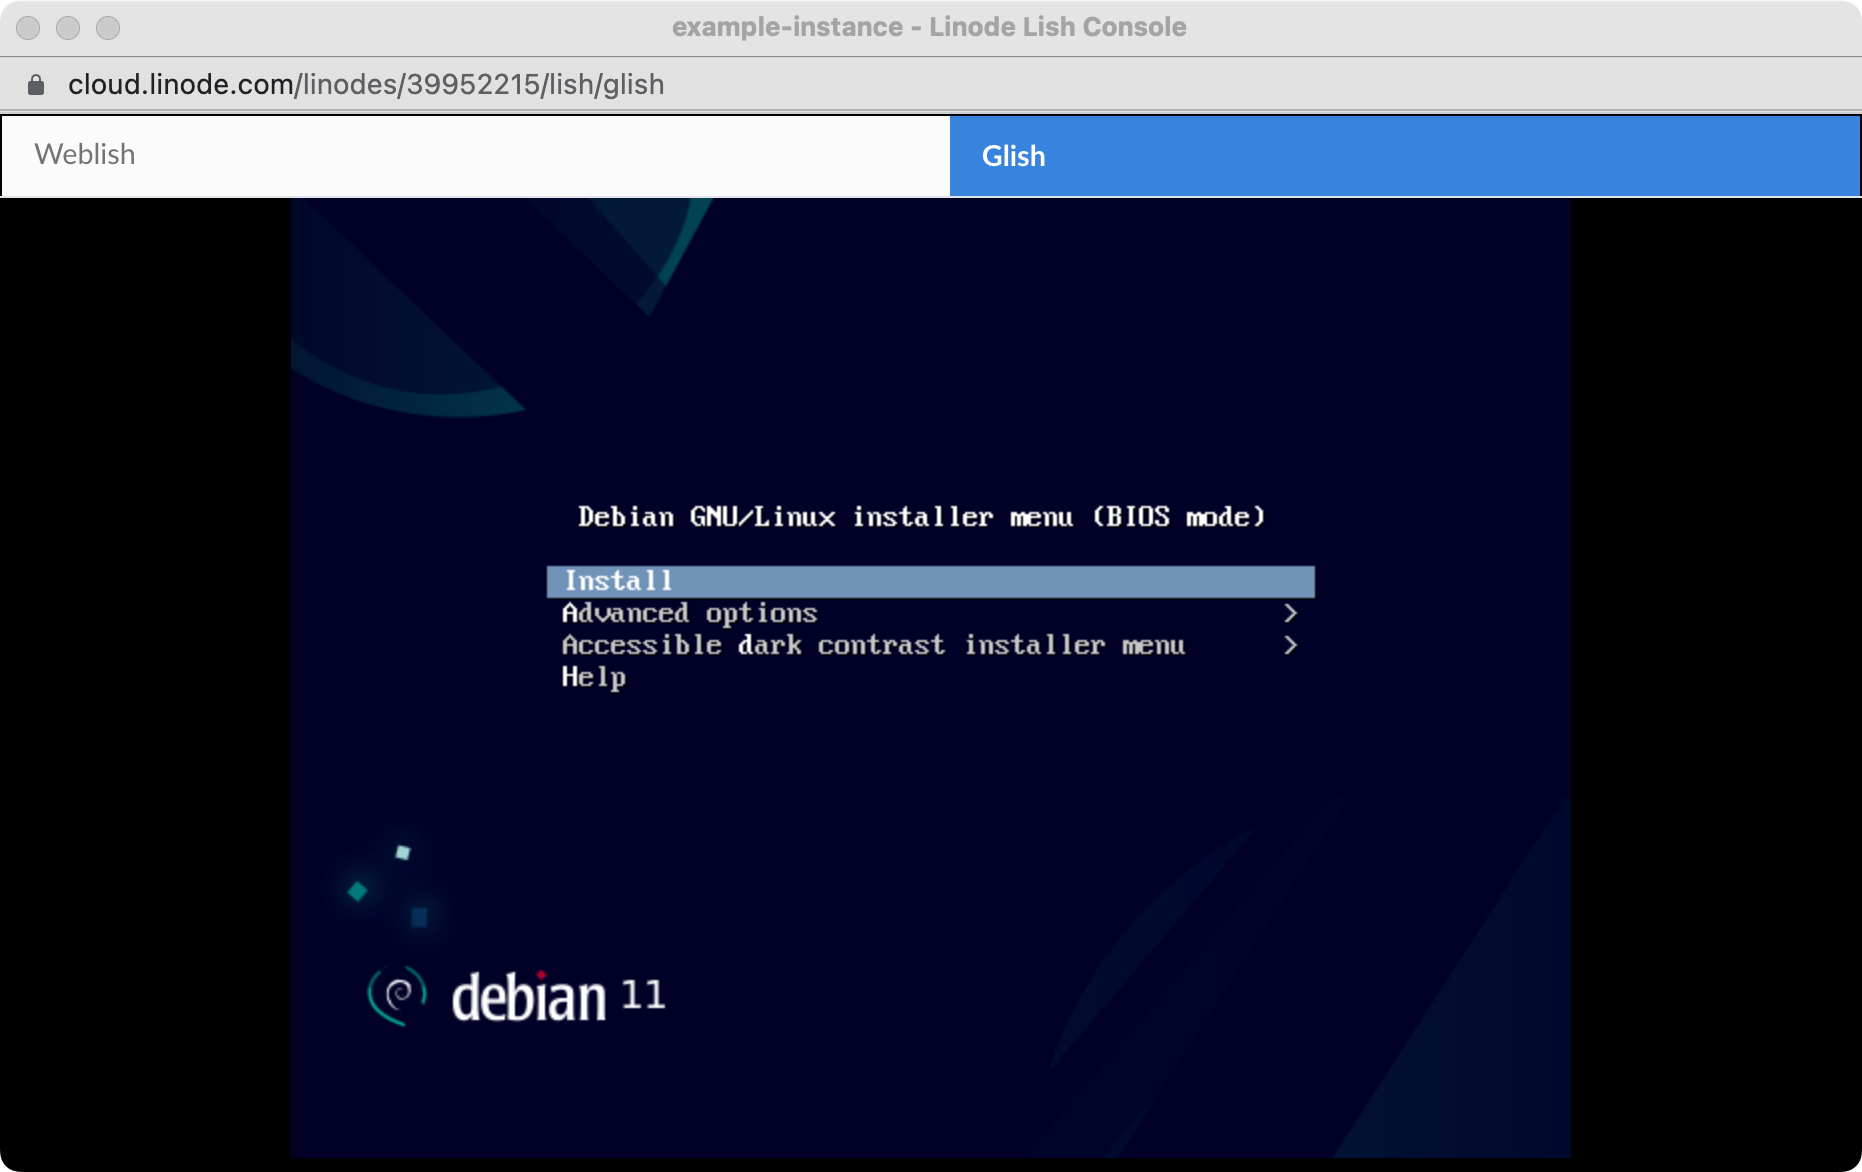 example-instance - Linode Lish Console
cloud.linode.com/linodes/39952215/lish/glish
Weblish
Glish
Debian GNU/Linux installer menu (BIOS mode)
Install
Advanced options >
Accessible dark contrast installer menu >
Help
debian 11